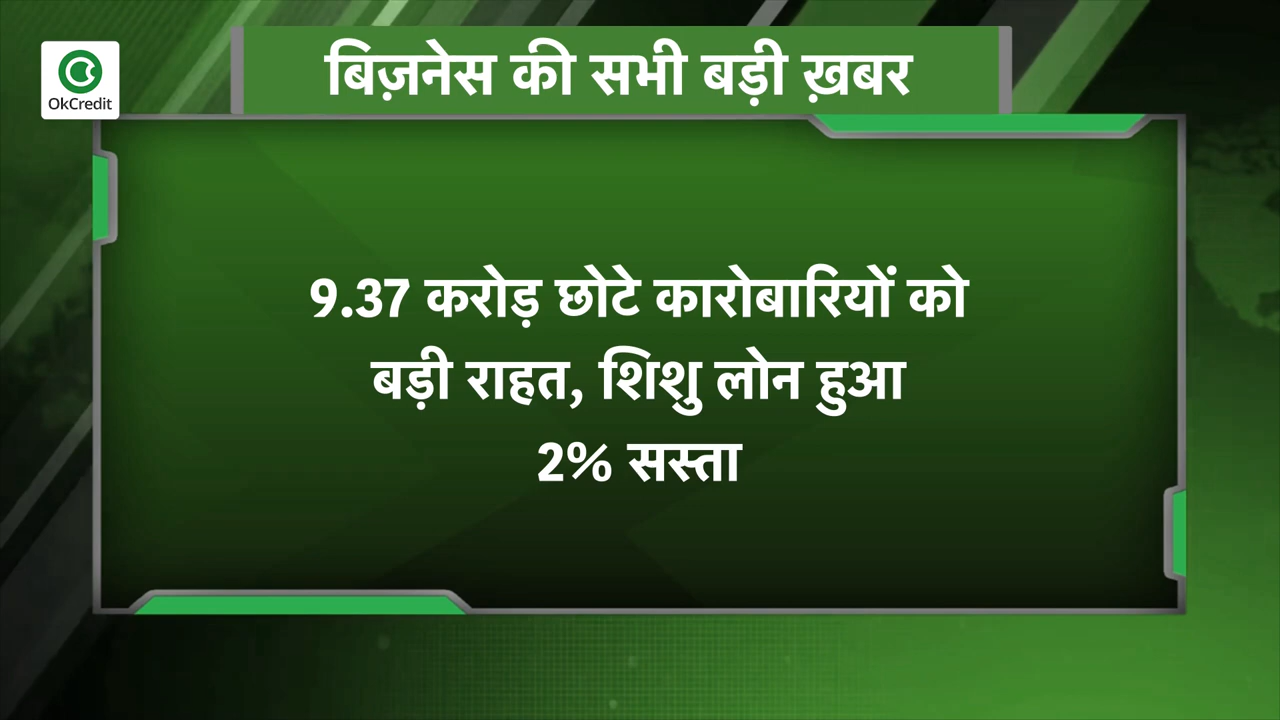 OkCredit
बिज़नेस की सभी बड़ी ख़बर
9.37 करोड़ छोटे कारोबारियों को
बड़ी राहत, शिशु लोन हुआ
2% सस्ता